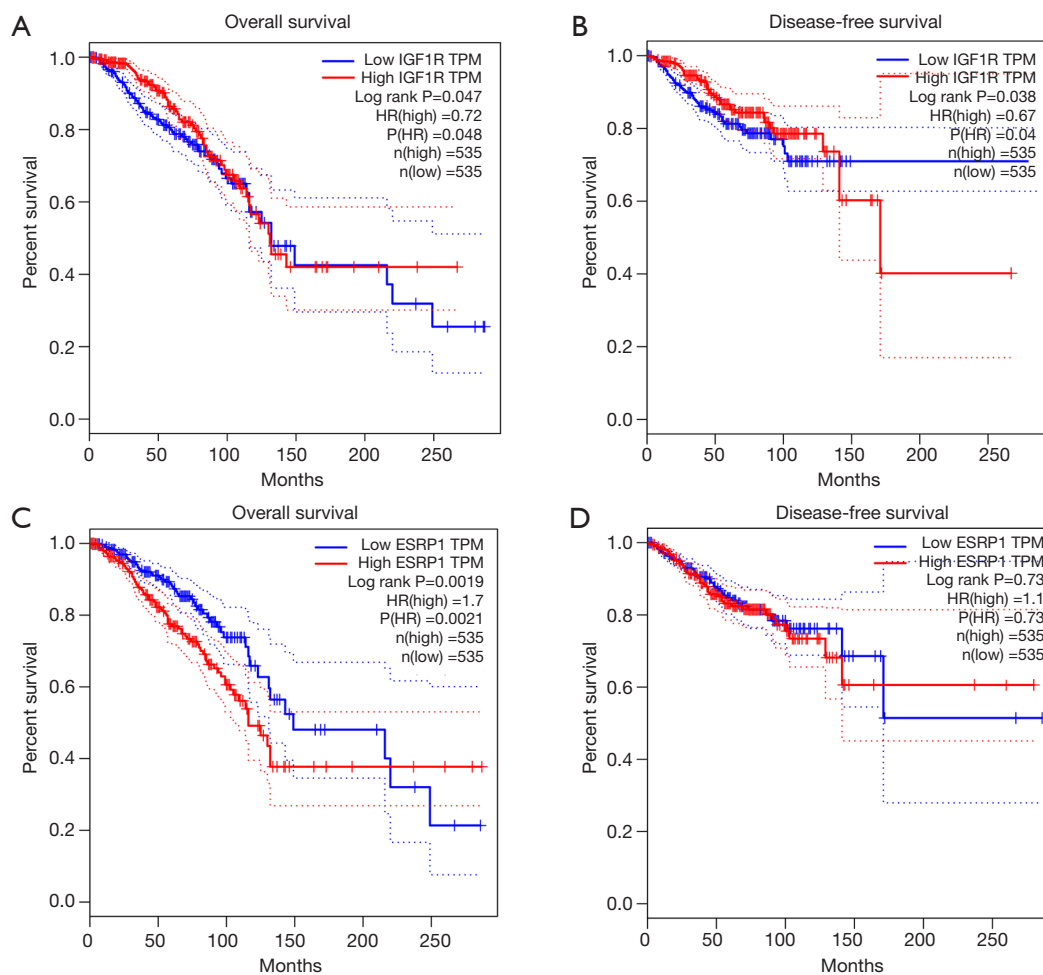 A
Overall survival
Percent survival
1.0
0.8
0.6
0.4
0.2
0.0
Low IGF1R TPM
High IGF1R TPM
Log rank P=0.047
HR(high) =0.72
P(HR) =0.048
n(high) =535
n(low) =535
0 50 100 150 200 250
Months
B
Disease-free survival
Percent survival
1.0
0.8
0.6
0.4
0.2
0.0
Low IGF1R TPM
High IGF1R TPM
Log rank P=0.038
HR(high) =0.67
P(HR) =0.04
n(high) =535
n(low) =535
0 50 100 150 200 250
Months
C
Overall survival
Percent survival
1.0
0.8
0.6
0.4
0.2
0.0
Low ESRP1 TPM
High ESRP1 TPM
Log rank P=0.0019
HR(high) =1.7
P(HR) =0.0021
n(high) =535
n(low) =535
0 50 100 150 200 250
Months
D
Disease-free survival
Percent survival
1.0
0.8
0.6
0.4
0.2
0.0
Low ESRP1 TPM
High ESRP1 TPM
Log rank P=0.73
HR(high) =1.1
P(HR) =0.73
n(high) =535
n(low) =535
0 50 100 150 200 250
Months